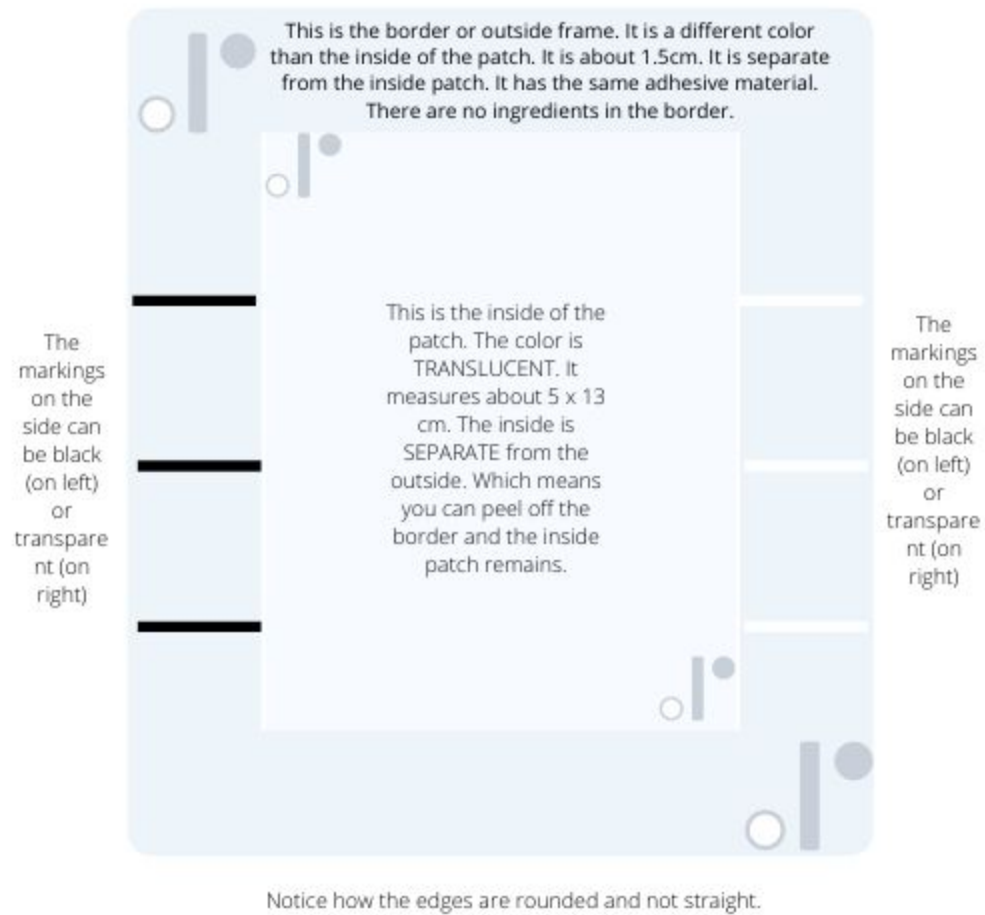 This is the border or outside frame. It is a different color
than the inside of the patch. It is about 1.5cm. It is separate
from the inside patch. It has the same adhesive material.
There are no ingredients in the border.
The
markings
on the
side can
be black
(on left)
or
transpare
nt (on
right)
This is the inside of the
patch. The color is
TRANSLUCENT. It
measures about 5 x 13
cm. The inside is
SEPARATE from the
outside. Which means
you can peel off the
border and the inside
patch remains.
The
markings
on the
side can
be black
(on left)
or
transpare
nt (on
right)
Notice how the edges are rounded and not straight.